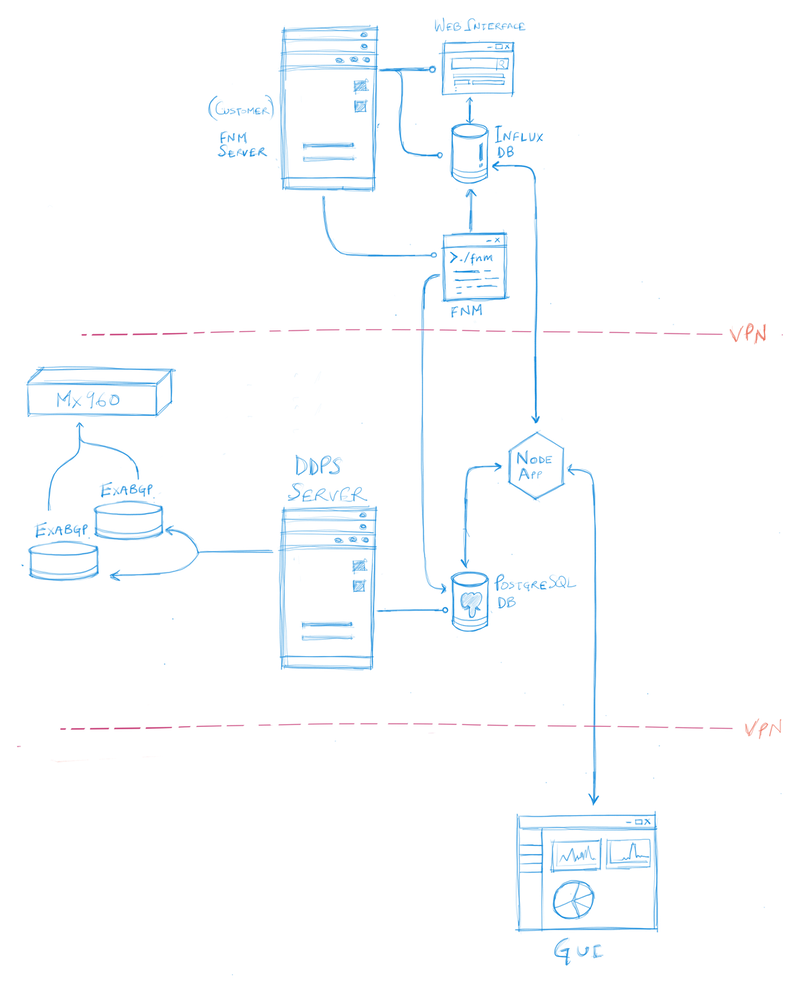 WEB INTERFACE
(CUSTOMER)
FNM
SERVER
INFLUX
DB
>./fnm
FNM
VPN
MX960
DDPS
SERVER
NODE
APP
EXABGP
EXABGP
POSTGRESQL
DB
VPN
GUI